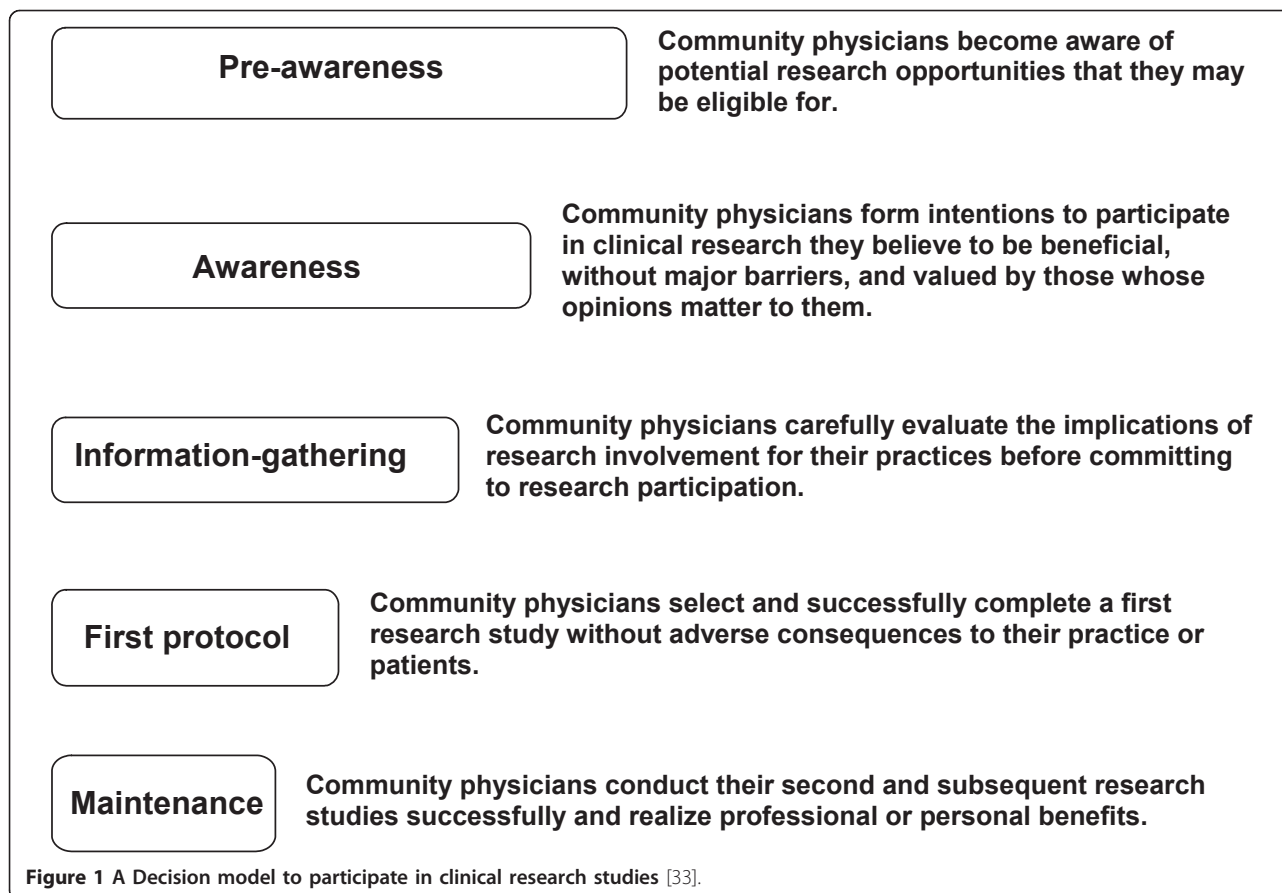 Pre-awareness
Community physicians become aware of
potential research opportunities that they may
be eligible for.
Awareness
Community physicians form intentions to participate
in clinical research they believe to be beneficial,
without major barriers, and valued by those whose
opinions matter to them.
Information-gathering
Community physicians carefully evaluate the implications of
research involvement for their practices before committing
to research participation.
First protocol
Community physicians select and successfully complete a first
research study without adverse consequences to their practice or
patients.
Maintenance
Community physicians conduct their second and subsequent research
studies successfully and realize professional or personal benefits.
Figure 1 A Decision model to participate in clinical research studies [33].